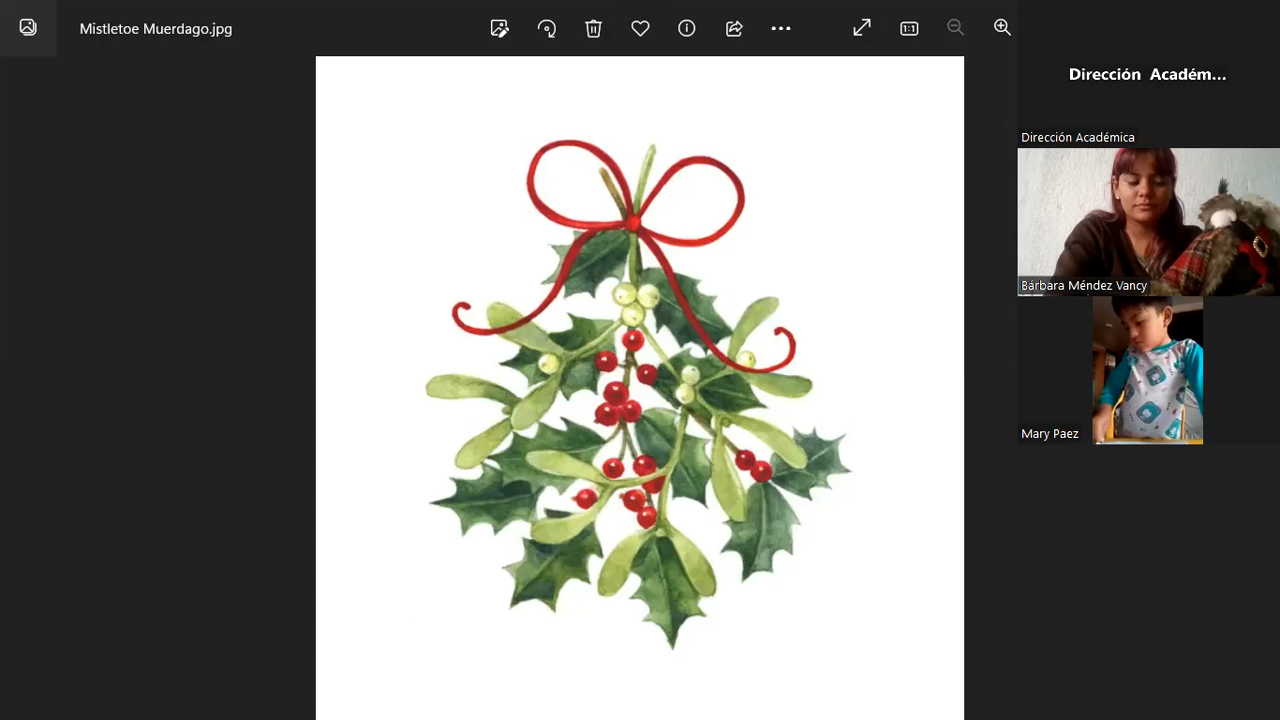 Mistletoe Muerdago.jpg
Dirección Académ...
Dirección Académica
Bárbara Méndez Vancy
Mary Paez